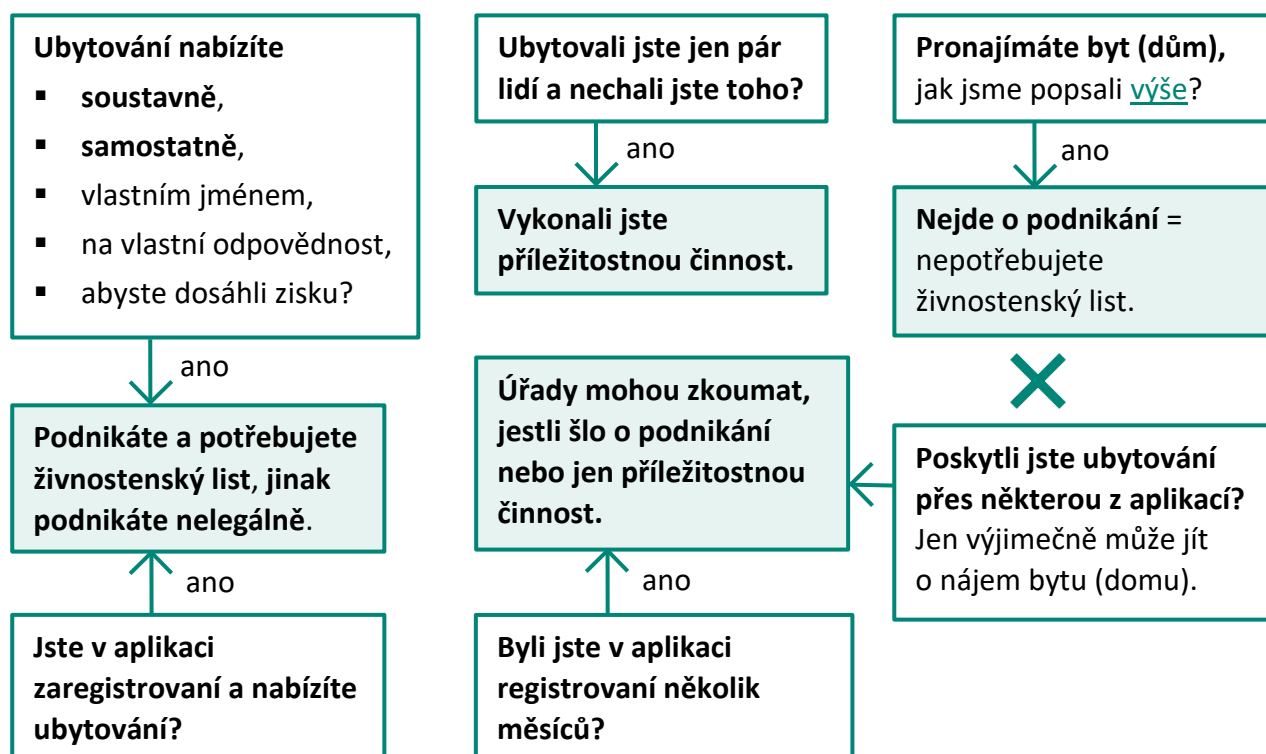 Ubytování nabízíte
▪ soustavně,
▪ samostatně,
▪ vlastním jménem,
▪ na vlastní odpovědnost,
▪ abyste dosáhli zisku?
ano
Podnikáte a potřebujete
živnostenský list, jinak
podnikáte nelegálně.
ano
Jste v aplikaci
zaregistrovaní a nabízíte
ubytování?
Ubytovali jste jen pár
lidí a nechali jste toho?
ano
Vykonali jste
příležitostnou činnost.
Úřady mohou zkoumat,
jestli šlo o podnikání
nebo jen příležitostnou
činnost.
ano
Byli jste v aplikaci
registrovaní několik
měsíců?
Pronajímáte byt (dům),
jak jsme popsali výše?
ano
Nejde o podnikání =
nepotřebujete
živnostenský list.
Poskytli jste ubytování
přes některou z aplikací?
Jen výjimečně může jít
o nájem bytu (domu).